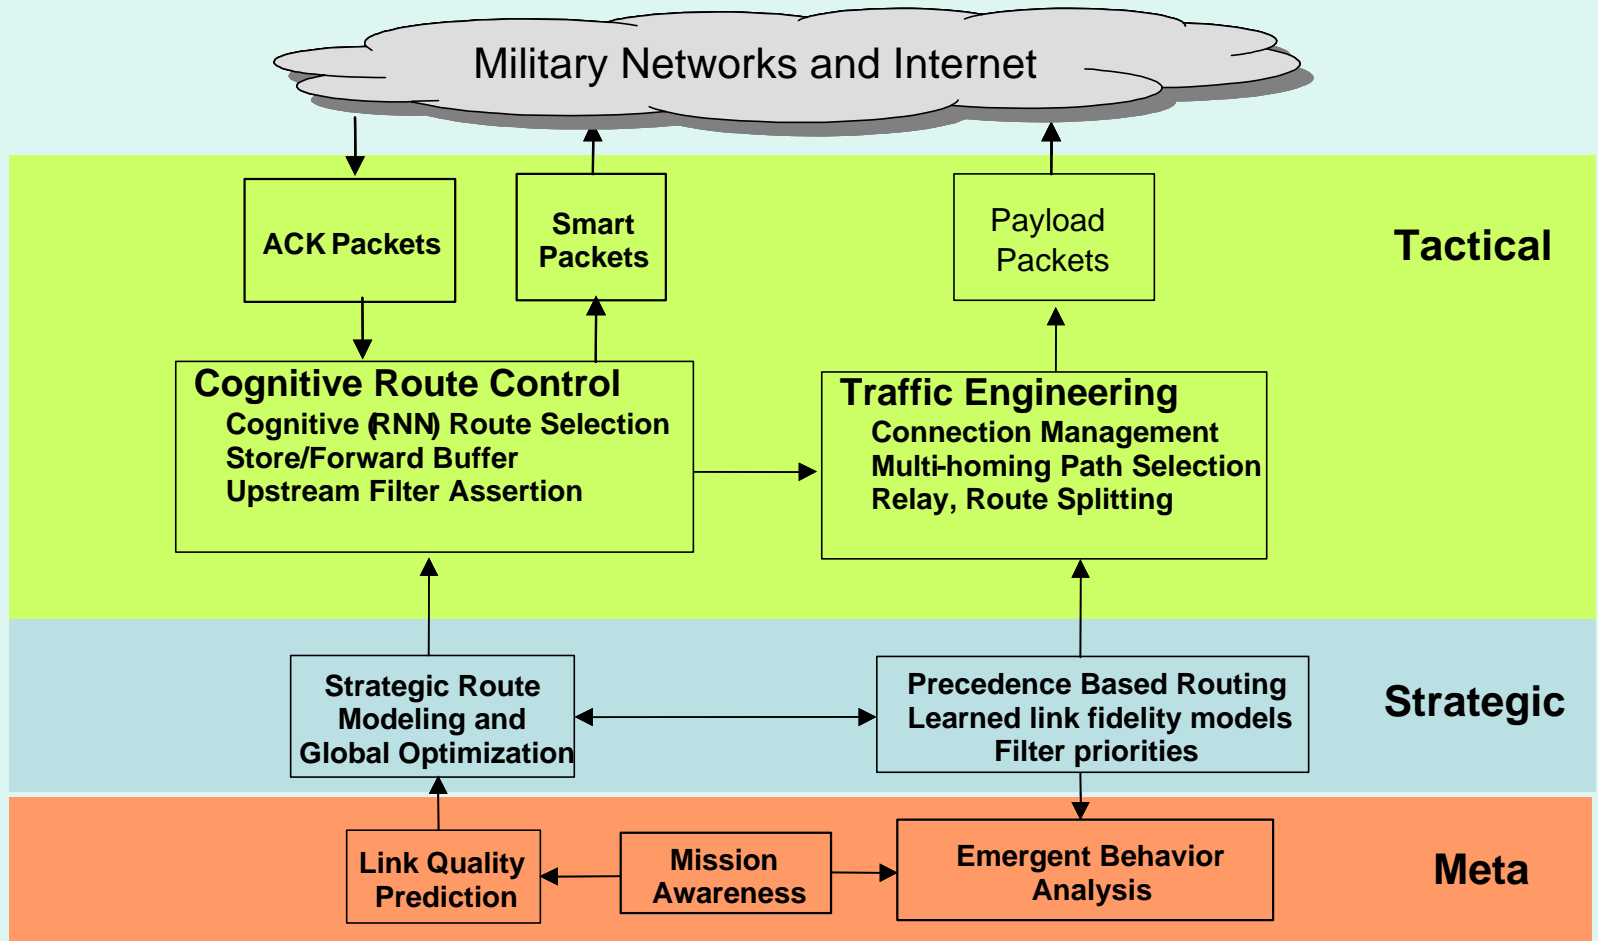 Military Networks and Internet
ACK Packets
Smart
Packets
Payload
Packets
Tactical
Cognitive Route Control
Cognitive (RNN) Route Selection
Store/Forward Buffer
Upstream Filter Assertion
Traffic Engineering
Connection Management
Multi-homing Path Selection
Relay, Route Splitting
Strategic Route
Modeling and
Global Optimization
Precedence Based Routing
Learned link fidelity models
Filter priorities
Strategic
Link Quality
Prediction
Mission
Awareness
Emergent Behavior
Analysis
Meta